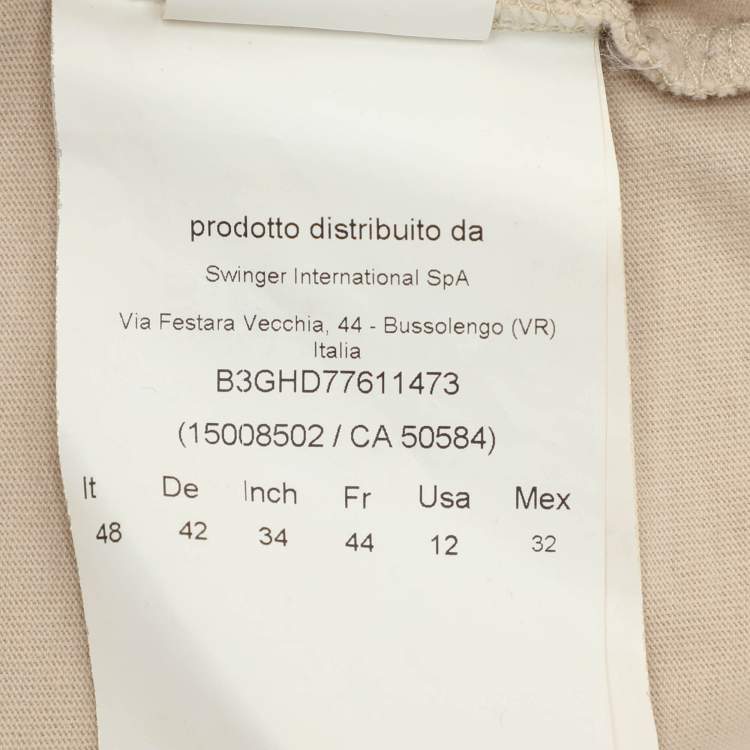 prodotto distribuito da
Swinger International SpA
Via Festara Vecchia, 44 - Bussolengo (VR)
Italia
B3GHD77611473
(15008502 / CA 50584)
It De Inch Fr Usa Mex
48 42 34 44 12 32